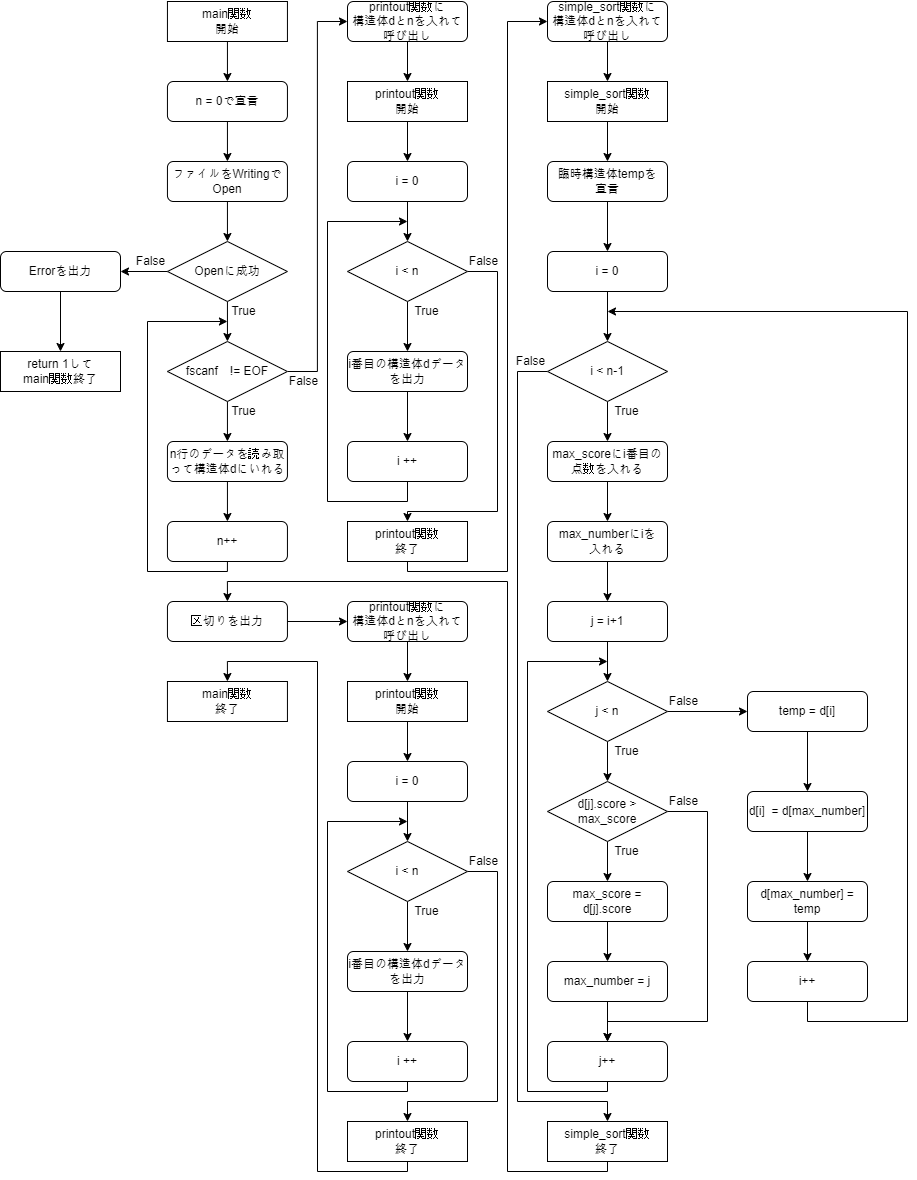 main関数
開始
n = 0で宣言
ファイルをWritingで
Open
Openに成功
False
Errorを出力
return 1して
main関数終了
True
fscanf != EOF
False
True
n行のデータを読み取
って構造体dにいれる
n++
printout関数に
構造体dとnを入れて
呼び出し
printout関数
開始
i = 0
i < n
False
True
i番目の構造体dデータ
を出力
i ++
printout関数
終了
simple_sort関数に
構造体dとnを入れて
呼び出し
simple_sort関数
開始
臨時構造体tempを
宣言
i = 0
i < n-1
False
True
max_scoreにi番目の
点数を入れる
max_numberにiを
入れる
j = i+1
j < n
False
True
d[j].score >
max_score
False
True
max_score =
d[j].score
max_number = j
j++
temp = d[i]
d[i] = d[max_number]
d[max_number] =
temp
i++
simple_sort関数
終了
区切りを出力
printout関数に
構造体dとnを入れて
呼び出し
printout関数
開始
i = 0
i < n
False
True
i番目の構造体dデータ
を出力
i ++
printout関数
終了
main関数
終了